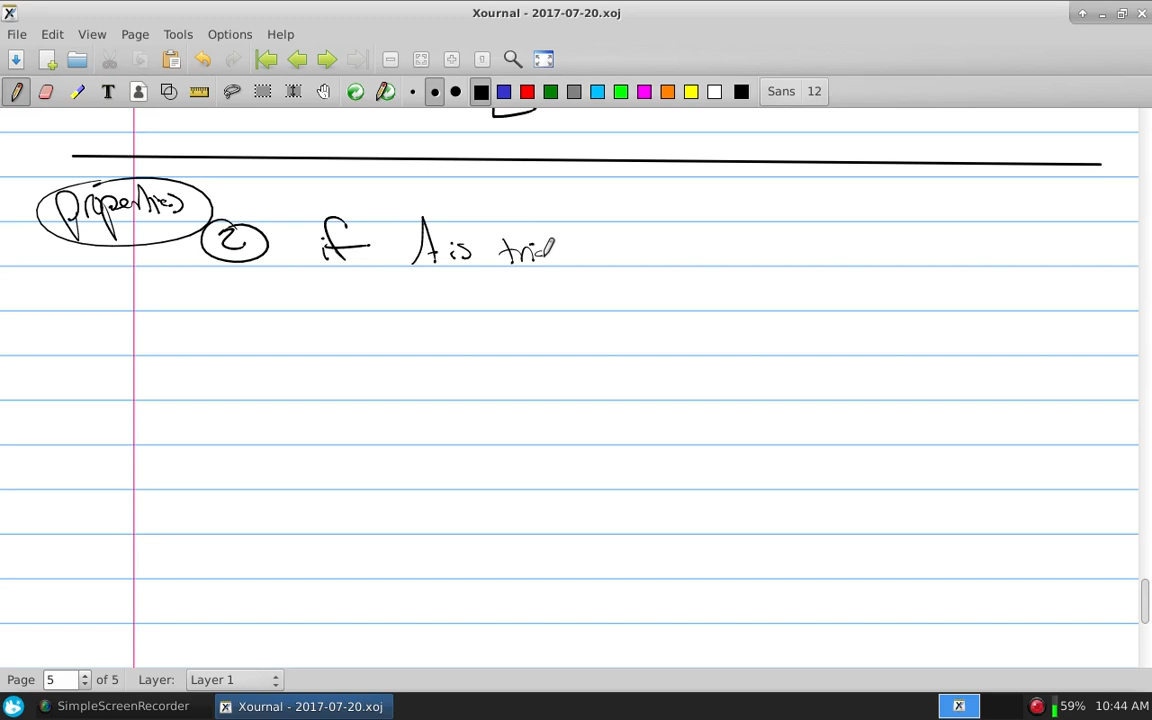 Xournal - 2017-07-20.xoj
File Edit View Page Tools Options Help
Sans 12
properties
2 if A is tria
Page 5 of 5 Layer: Layer 1
SimpleScreenRecorder Xournal - 2017-07-20.xoj 59% 10:44 AM